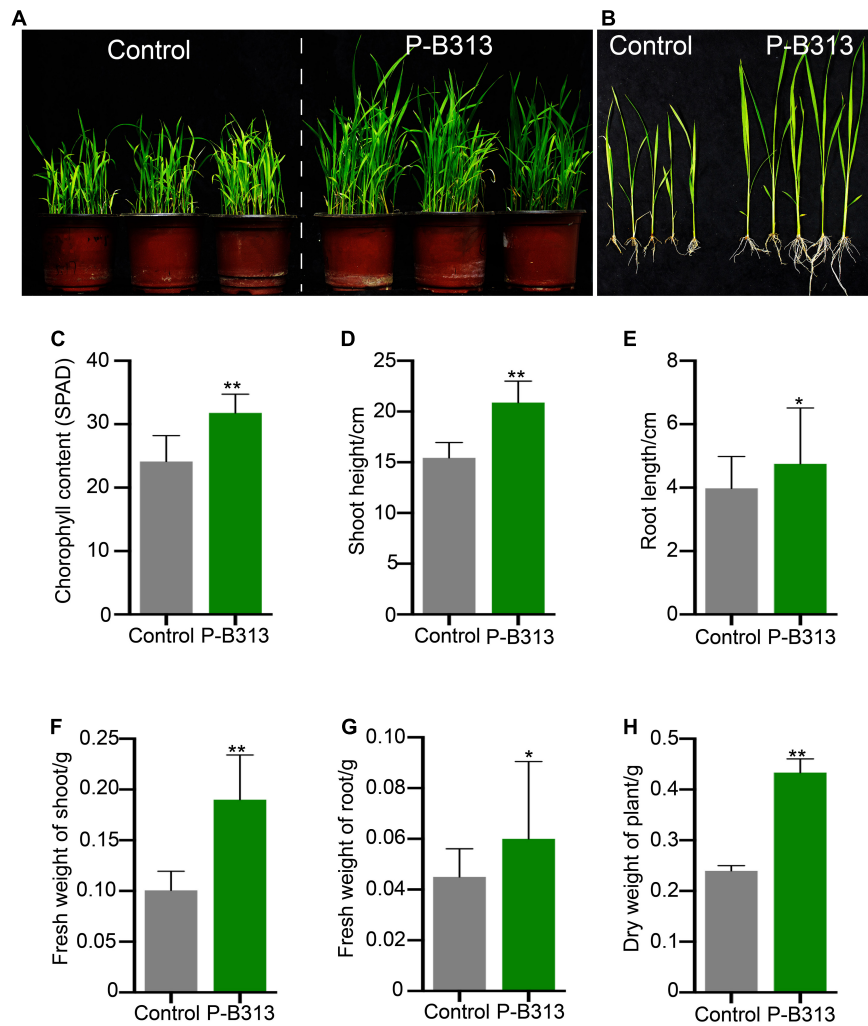 A
Control
P-B313
B
Control
P-B313
C
Chorophyll content (SPAD)
40
30
20
10
0
**
Control P-B313
D
Shoot height/cm
25
20
15
10
5
0
**
Control P-B313
E
Root length/cm
8
6
4
2
0
*
Control P-B313
F
Fresh weight of shoot/g
0.25
0.20
0.15
0.10
0.05
0
**
Control P-B313
G
Fresh weight of root/g
0.10
0.08
0.06
0.04
0.02
0
*
Control P-B313
H
Dry weight of plant/g
0.5
0.4
0.3
0.2
0.1
0
**
Control P-B313